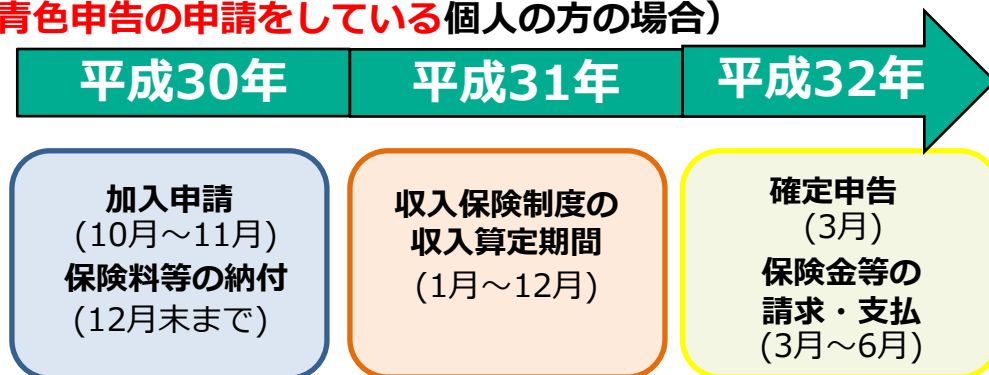 青色申告の申請をしている個人の方の場合）
平成30年
平成31年
平成32年
加入申請
(10月～11月)
保険料等の納付
(12月末まで)
収入保険制度の
収入算定期間
(1月～12月)
確定申告
(3月)
保険金等の
請求・支払
(3月～6月)